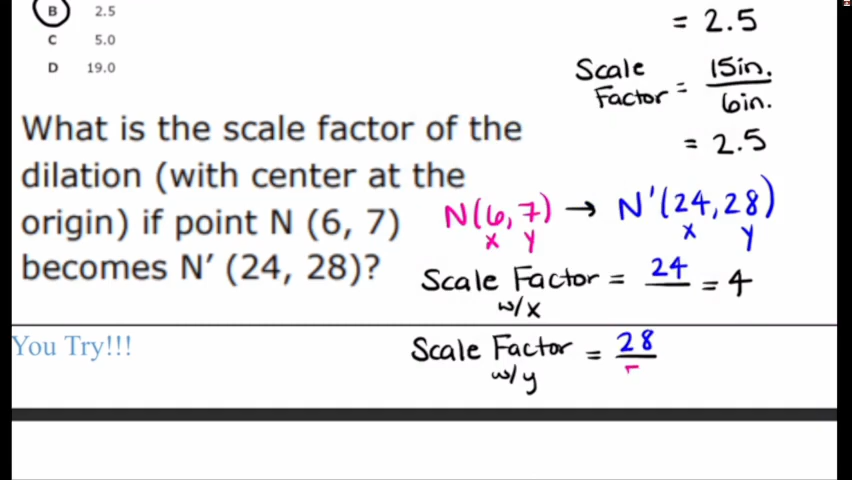 B 2.5
C 5.0
D 19.0
= 2.5
Scale Factor = 15in. / 6in.
= 2.5
What is the scale factor of the
dilation (with center at the
origin) if point N (6, 7)
becomes N’ (24, 28)?
N(6, 7) → N'(24, 28)
x y x y
Scale Factor w/x = 24 = 4
You Try!!!
Scale Factor w/y = 28